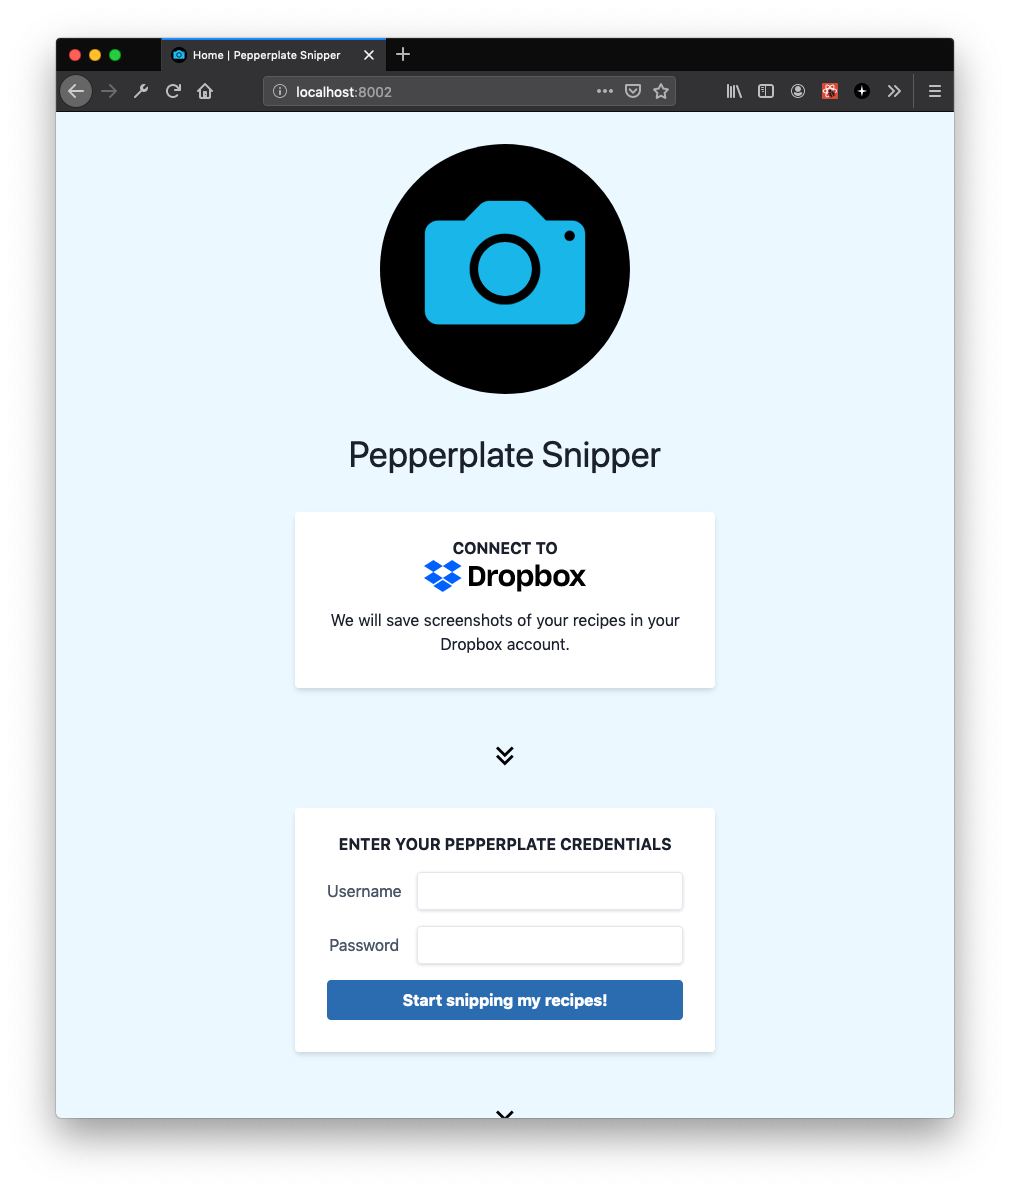 Home | Pepperplate Snipper
localhost:8002
Pepperplate Snipper
CONNECT TO
Dropbox
We will save screenshots of your recipes in your
Dropbox account.
ENTER YOUR PEPPERPLATE CREDENTIALS
Username
Password
Start snipping my recipes!